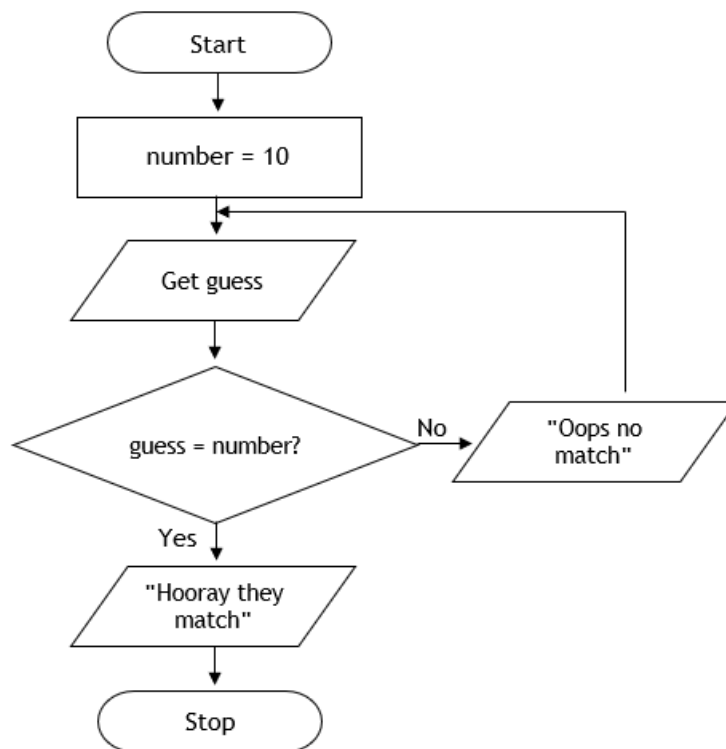 Start
number = 10
Get guess
guess = number?
No
"Oops no
match"
Yes
"Hooray they
match"
Stop